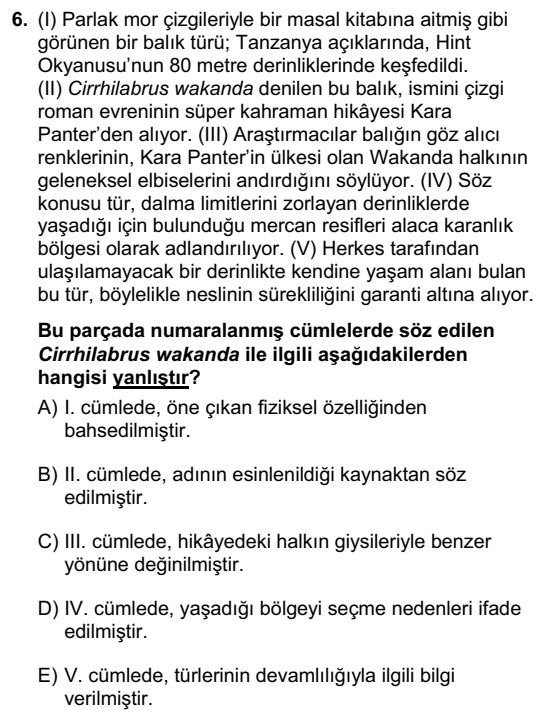 6. (I) Parlak mor çizgileriyle bir masal kitabına aitmiş gibi
görünen bir balık türü; Tanzanya açıklarında, Hint
Okyanusu’nun 80 metre derinliklerinde keşfedildi.
(II) Cirrhilabrus wakanda denilen bu balık, ismini çizgi
roman evreninin süper kahraman hikâyesi Kara
Panter’den alıyor. (III) Araştırmacılar balığın göz alıcı
renklerinin, Kara Panter’in ülkesi olan Wakanda halkının
geleneksel elbiselerini andırdığını söylüyor. (IV) Söz
konusu tür, dalma limitlerini zorlayan derinliklerde
yaşadığı için bulunduğu mercan resifleri alaca karanlık
bölgesi olarak adlandırılıyor. (V) Herkes tarafından
ulaşılamayacak bir derinlikte kendine yaşam alanı bulan
bu tür, böylelikle neslinin sürekliliğini garanti altına alıyor.
Bu parçada numaralanmış cümlelerde söz edilen
Cirrhilabrus wakanda ile ilgili aşağıdakilerden
hangisi yanlıştır?
A) I. cümlede, öne çıkan fiziksel özelliğinden
bahsedilmiştir.
B) II. cümlede, adının esinlenildiği kaynaktan söz
edilmiştir.
C) III. cümlede, hikâyedeki halkın giysileriyle benzer
yönüne değinilmiştir.
D) IV. cümlede, yaşadığı bölgeyi seçme nedenleri ifade
edilmiştir.
E) V. cümlede, türlerinin devamlılığıyla ilgili bilgi
verilmiştir.